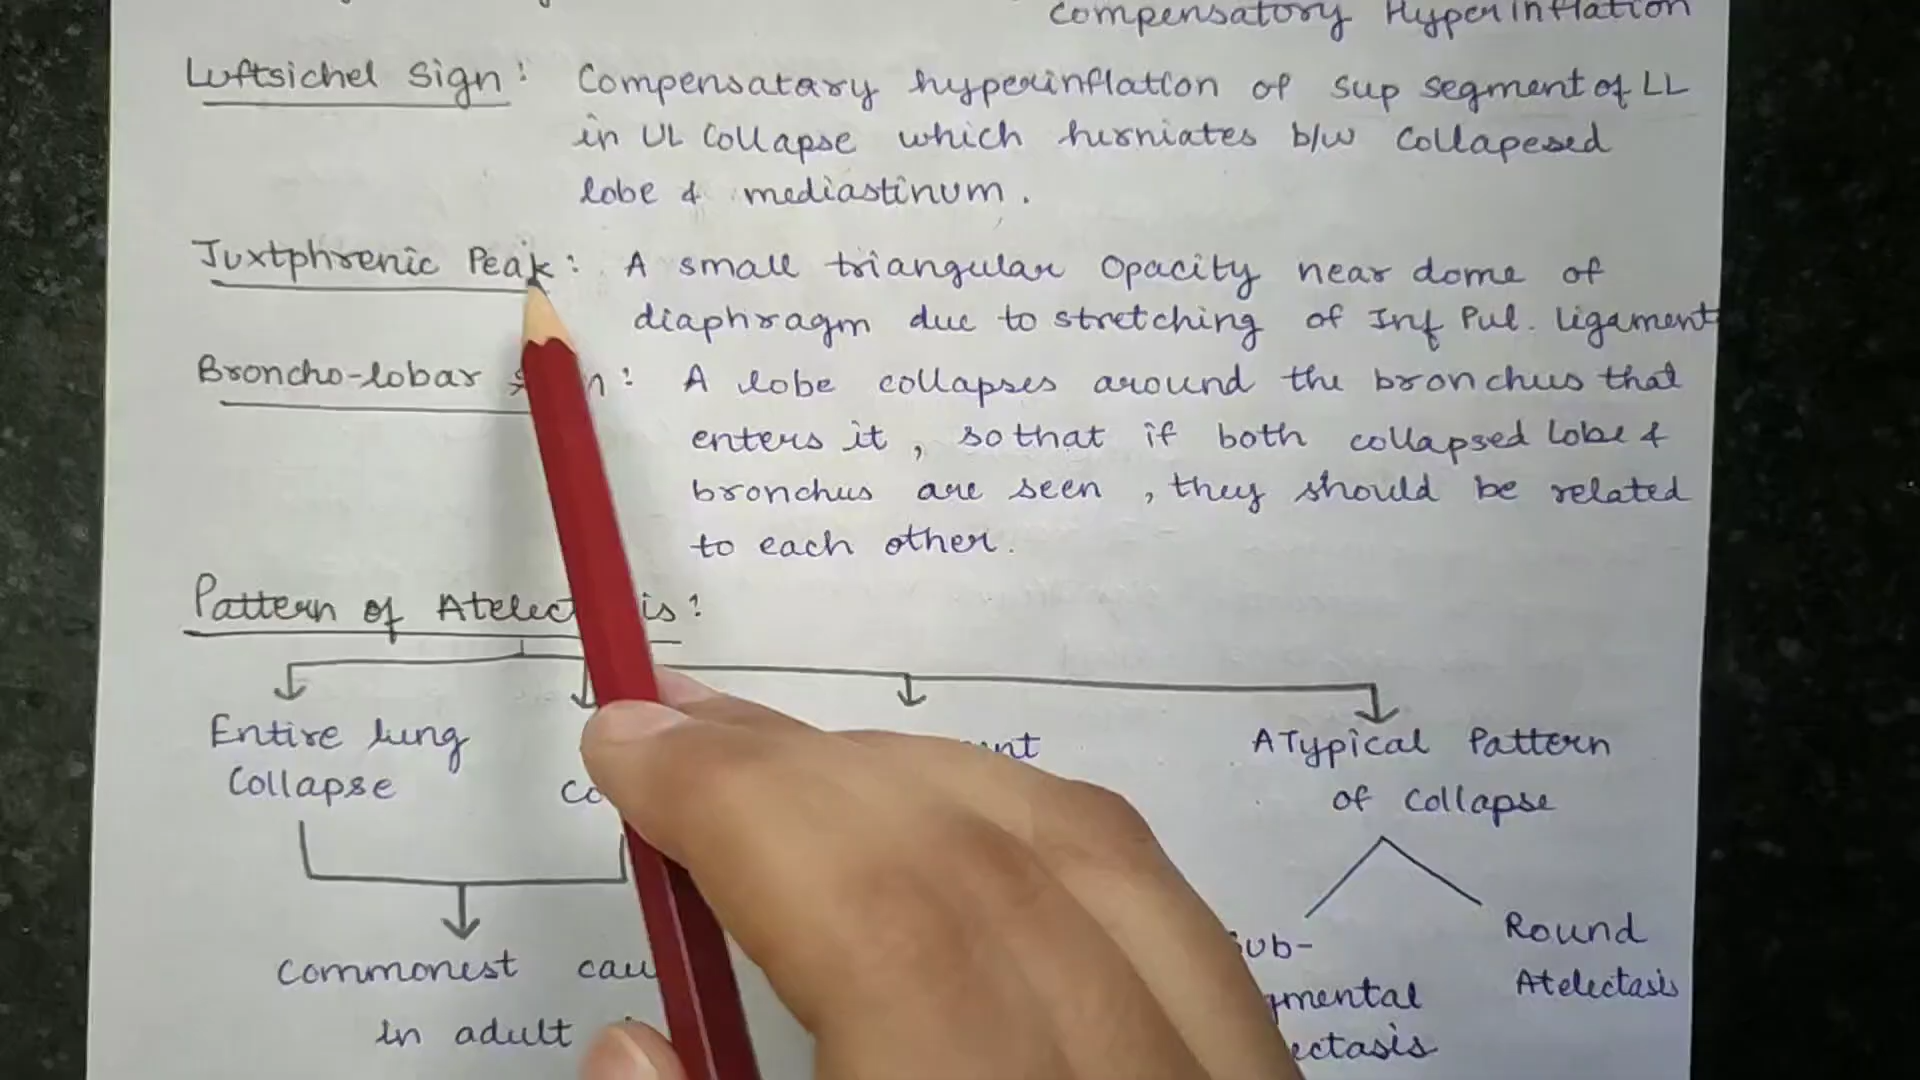 Compensatory Hyperinflation
Luftsichel Sign: Compensatary hyperinflation of sup segment of LL
in UL Collapse which hirniates b/w Collapesed
lobe & mediastinum.
Juxtphrenic Peak: A small triangular Opacity near dome of
diaphragm due to stretching of Inf Pul. ligament
Broncho-lobar : A lobe collapses around the bronchus that
enters it, so that if both collapsed Lobe &
bronchus are seen, they should be related
to each other.
Pattern of
Entire lung
Collapse
ATypical Pattern
of Collapse
Round
Atelectasis
Commonest
in adult